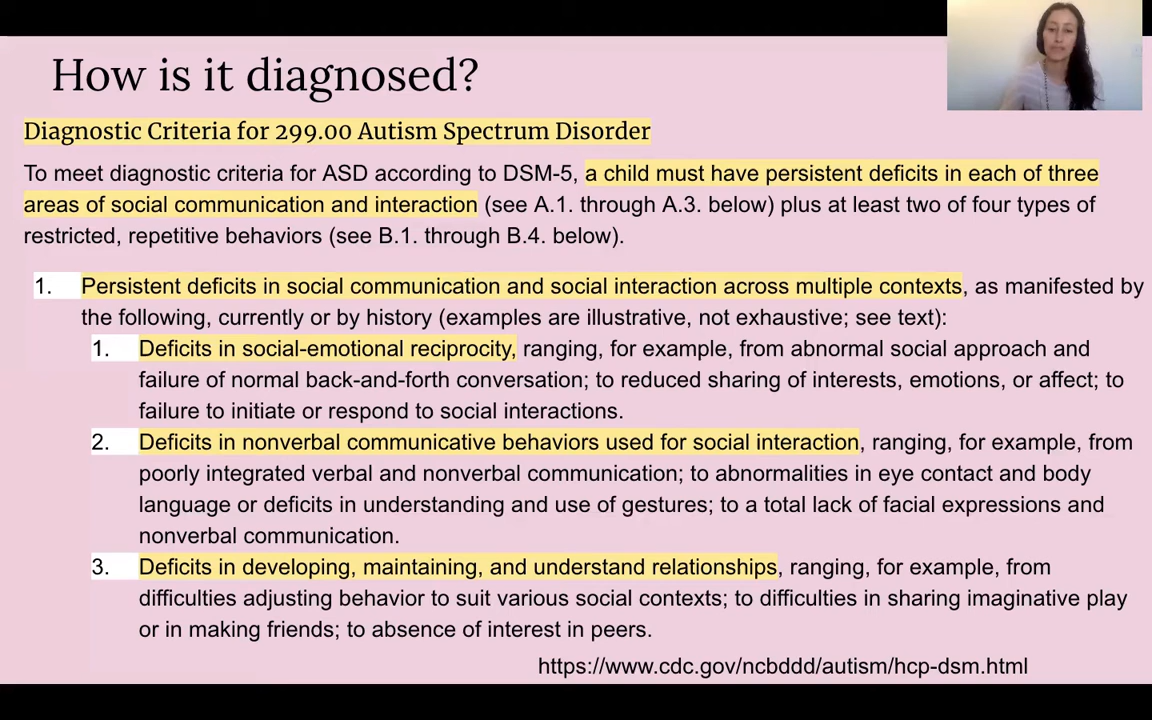 How is it diagnosed?
Diagnostic Criteria for 299.00 Autism Spectrum Disorder
To meet diagnostic criteria for ASD according to DSM-5, a child must have persistent deficits in each of three
areas of social communication and interaction (see A.1. through A.3. below) plus at least two of four types of
restricted, repetitive behaviors (see B.1. through B.4. below).
1. Persistent deficits in social communication and social interaction across multiple contexts, as manifested by
the following, currently or by history (examples are illustrative, not exhaustive; see text):
1. Deficits in social-emotional reciprocity, ranging, for example, from abnormal social approach and
failure of normal back-and-forth conversation; to reduced sharing of interests, emotions, or affect; to
failure to initiate or respond to social interactions.
2. Deficits in nonverbal communicative behaviors used for social interaction, ranging, for example, from
poorly integrated verbal and nonverbal communication; to abnormalities in eye contact and body
language or deficits in understanding and use of gestures; to a total lack of facial expressions and
nonverbal communication.
3. Deficits in developing, maintaining, and understand relationships, ranging, for example, from
difficulties adjusting behavior to suit various social contexts; to difficulties in sharing imaginative play
or in making friends; to absence of interest in peers.
https://www.cdc.gov/ncbddd/autism/hcp-dsm.html